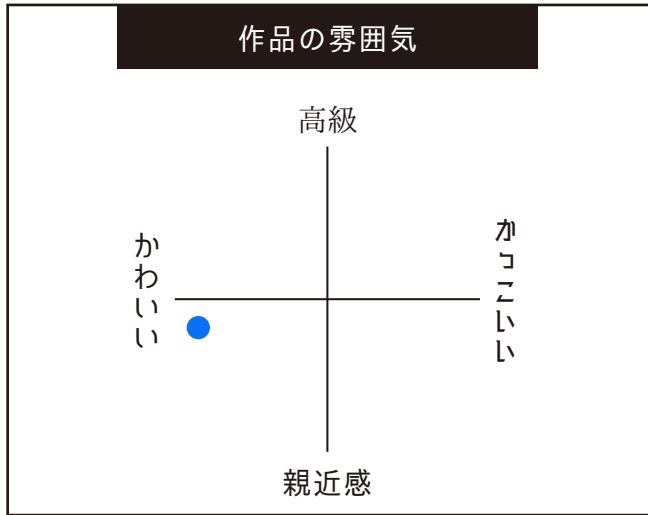 作品の雰囲気
高級
かわいい
かっこいい
親近感